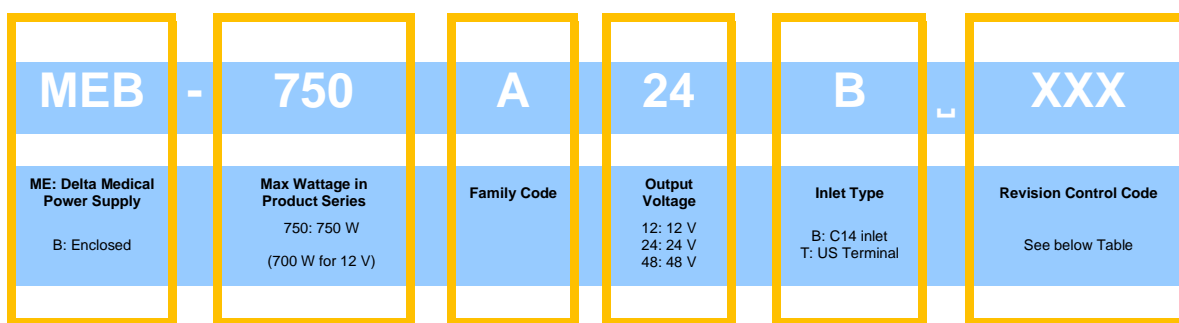 MEB - 750 A 24 B ␣ XXX
ME: Delta Medical
Power Supply
B: Enclosed
Max Wattage in
Product Series
750: 750 W
(700 W for 12 V)
Family Code
Output
Voltage
12: 12 V
24: 24 V
48: 48 V
Inlet Type
B: C14 inlet
T: US Terminal
Revision Control Code
See below Table